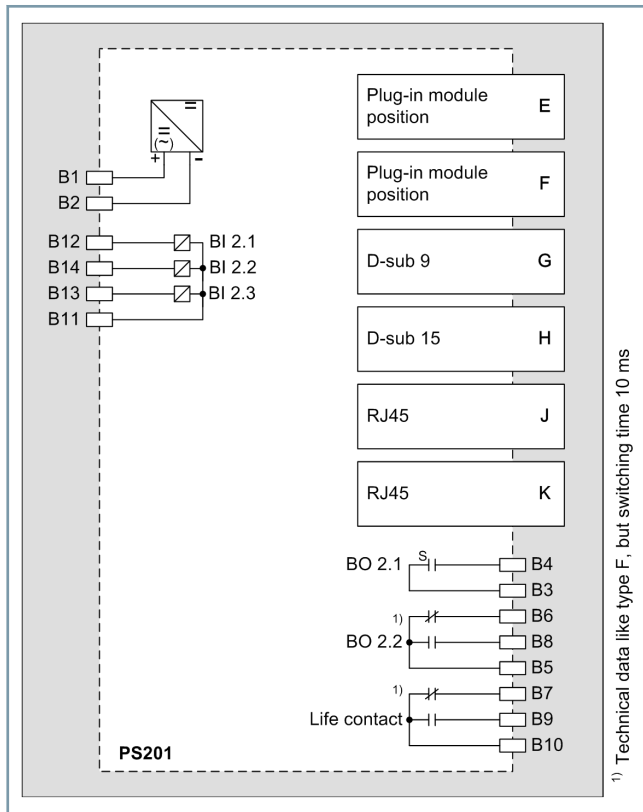 = 
=
(~)
+ -
B1
B2
B12 BI 2.1
B14 BI 2.2
B13 BI 2.3
B11
Plug-in module
position E
Plug-in module
position F
D-sub 9 G
D-sub 15 H
RJ45 J
RJ45 K
BO 2.1 S B4
B3
1) B6
BO 2.2 B8
B5
1) B7
Life contact B9
B10
PS201
1) Technical data like type F, but switching time 10 ms